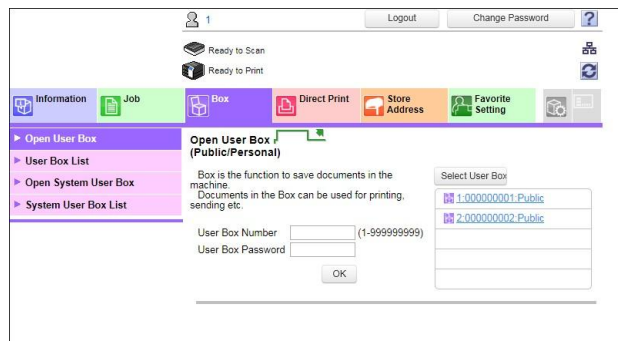 1
Logout
Change Password
?
Ready to Scan
Ready to Print
Information
Job
Box
Direct Print
Store
Address
Favorite
Setting
Open User Box
User Box List
Open System User Box
System User Box List
Open User Box
(Public/Personal)
Box is the function to save documents in the
machine.
Documents in the Box can be used for printing,
sending etc.
User Box Number
(1-999999999)
User Box Password
OK
Select User Box
1:000000001:Public
2:000000002:Public